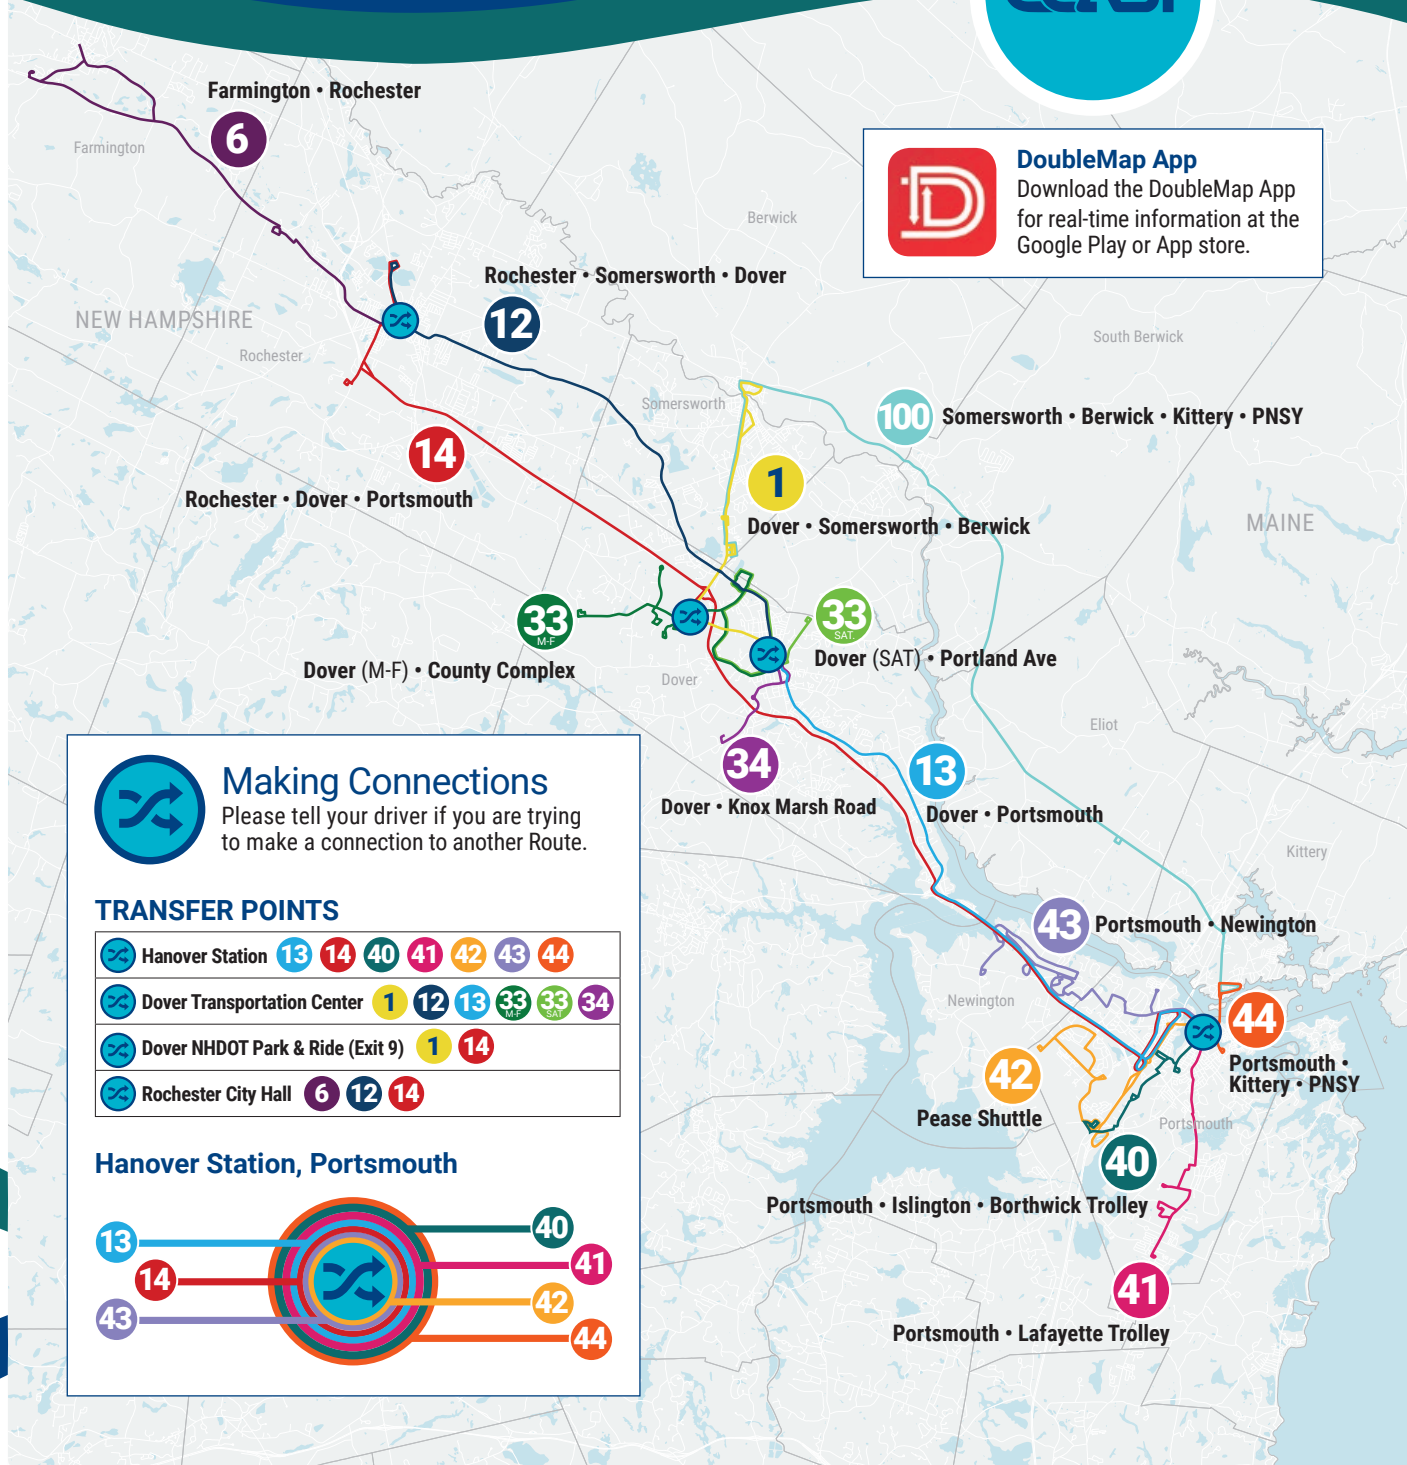 Farmington • Rochester
6
Farmington
DoubleMap App
Download the DoubleMap App
for real-time information at the
Google Play or App store.
Berwick
Rochester • Somersworth • Dover
12
NEW HAMPSHIRE
Rochester
South Berwick
Somersworth
100
Somersworth • Berwick • Kittery • PNSY
14
Rochester • Dover • Portsmouth
1
Dover • Somersworth • Berwick
MAINE
33
M-F
Dover (M-F) • County Complex
33
SAT.
Dover (SAT) • Portland Ave
Dover
Eliot
34
Dover • Knox Marsh Road
13
Dover • Portsmouth
Kittery
Making Connections
Please tell your driver if you are trying
to make a connection to another Route.
TRANSFER POINTS
Hanover Station 13 14 40 41 42 43 44
Dover Transportation Center 1 12 13 33 M-F 33 SAT 34
Dover NHDOT Park & Ride (Exit 9) 1 14
Rochester City Hall 6 12 14
Hanover Station, Portsmouth
13
14
43
40
41
42
44
43
Portsmouth • Newington
Newington
44
Portsmouth •
Kittery • PNSY
42
Pease Shuttle
Portsmouth
40
Portsmouth • Islington • Borthwick Trolley
41
Portsmouth • Lafayette Trolley